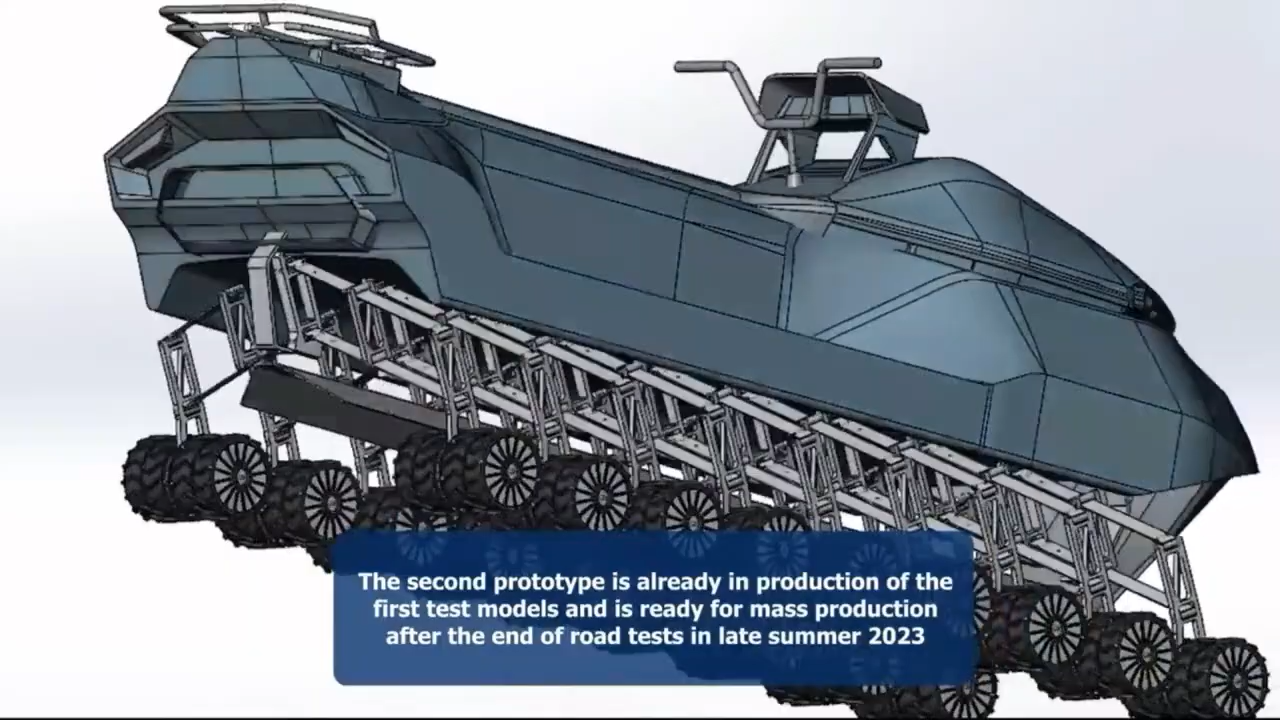 The second prototype is already in production of the
first test models and is ready for mass production
after the end of road tests in late summer 2023